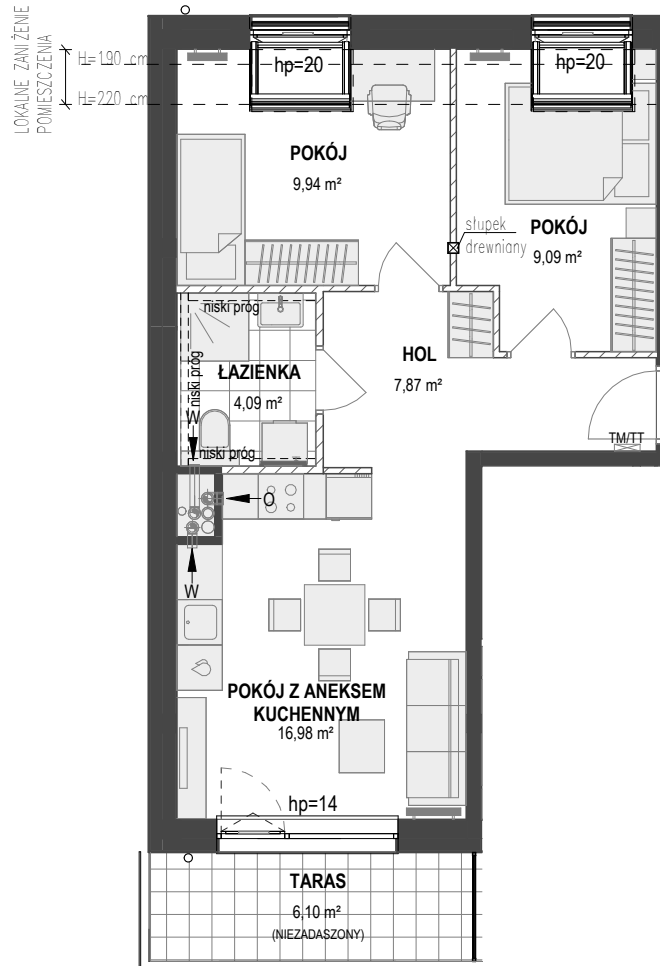 LOKALNE ZANIŻENIE
POMIESZCZENIA
H=190 cm
H=220 cm
hp=20
hp=20
POKÓJ
9,94 m²
słupek
drewniany
POKÓJ
9,09 m²
niski próg
niski próg
ŁAZIENKA
4,09 m²
HOL
7,87 m²
W
niski próg
TM/TT
O
W
POKÓJ Z ANEKSEM
KUCHENNYM
16,98 m²
hp=14
TARAS
6,10 m²
(NIEZADASZONY)